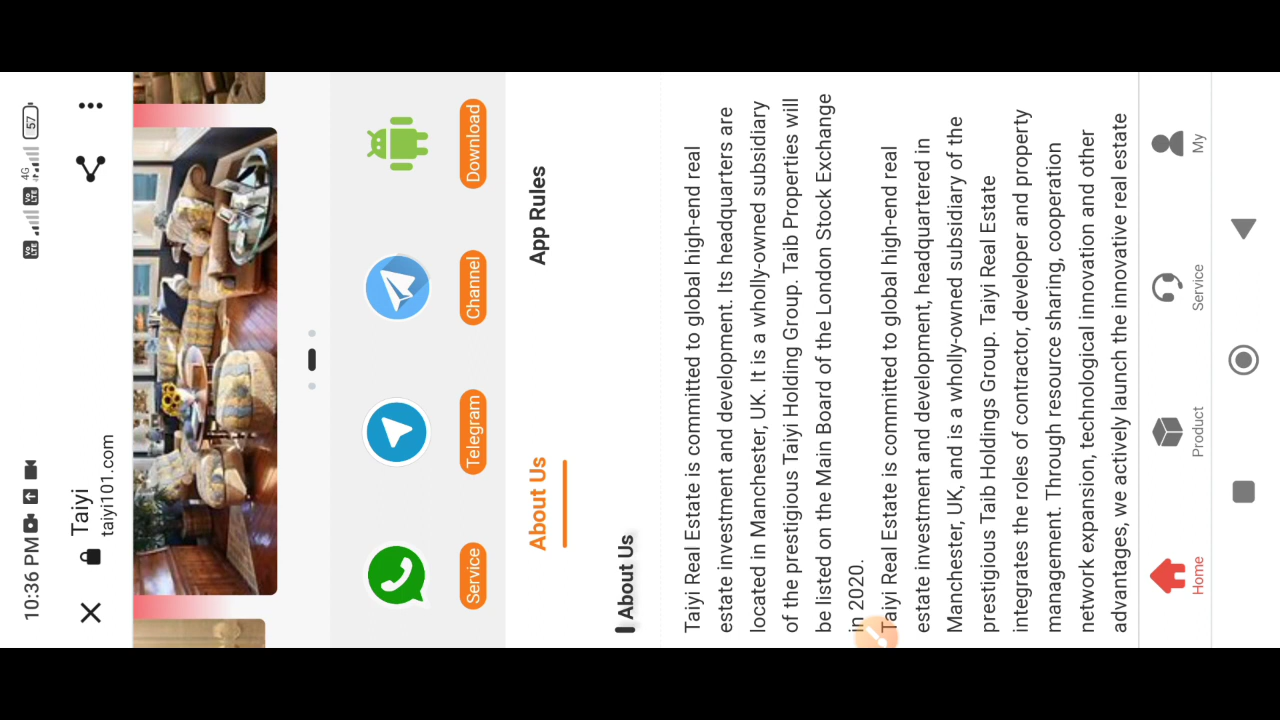 10:36 PM
4G
57
Taiyi
taiyi101.com
Service
Telegram
Channel
Download
About Us
App Rules
About Us
Taiyi Real Estate is committed to global high-end real
estate investment and development. Its headquarters are
located in Manchester, UK. It is a wholly-owned subsidiary
of the prestigious Taiyi Holding Group. Taib Properties will
be listed on the Main Board of the London Stock Exchange
in 2020.
Taiyi Real Estate is committed to global high-end real
estate investment and development, headquartered in
Manchester, UK, and is a wholly-owned subsidiary of the
prestigious Taib Holdings Group. Taiyi Real Estate
integrates the roles of contractor, developer and property
management. Through resource sharing, cooperation
network expansion, technological innovation and other
advantages, we actively launch the innovative real estate
Home
Product
Service
My